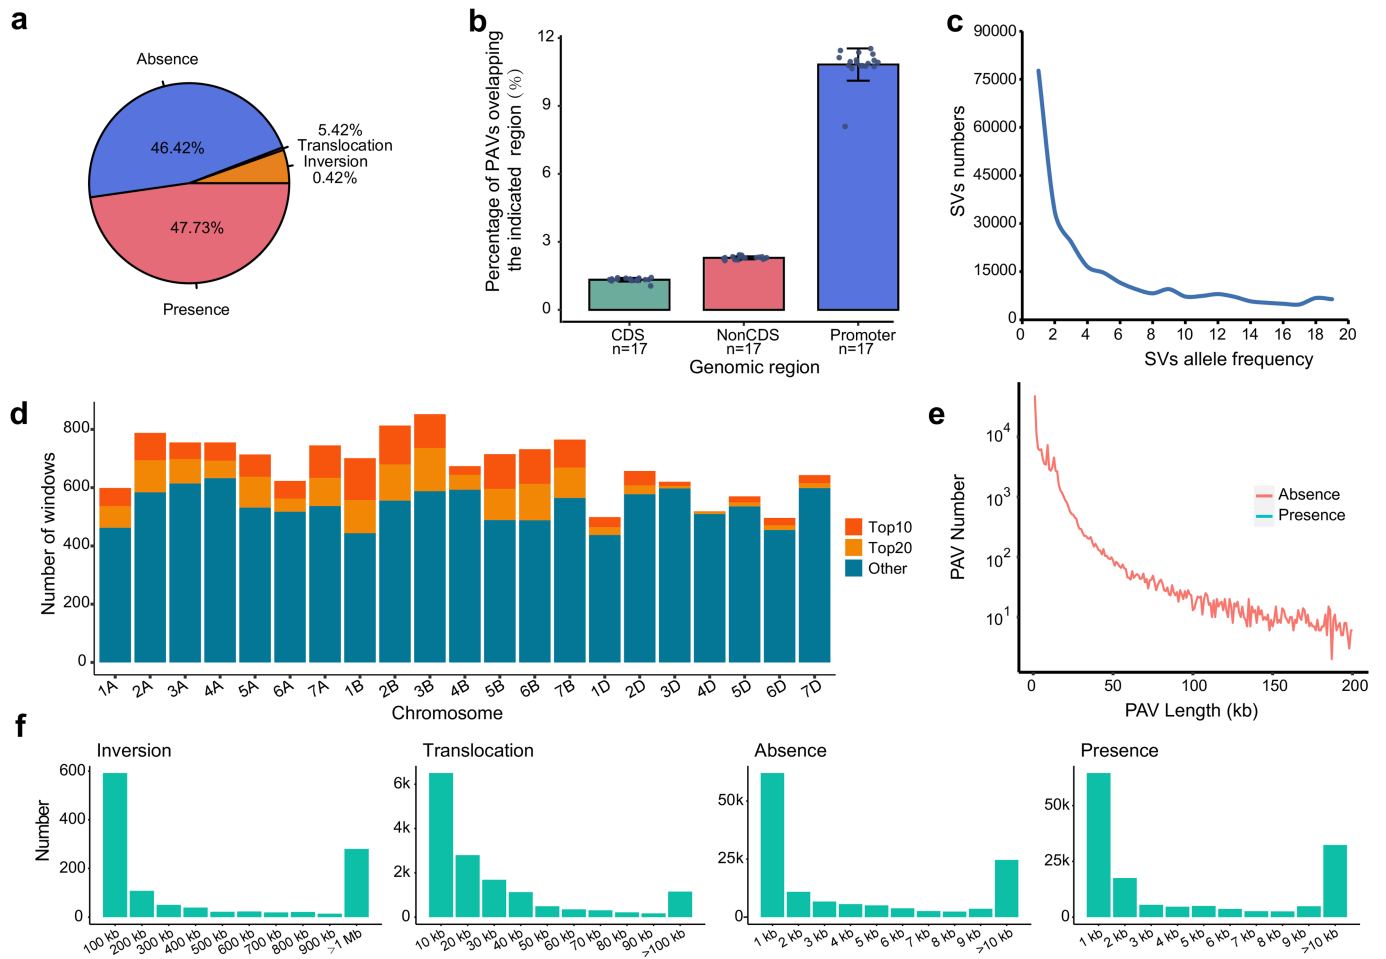 a
Absence
46.42%
5.42%
Translocation
Inversion
0.42%
47.73%
Presence
b
Percentage of PAVs ovelapping
the indicated region (%)
12
9
6
3
0
CDS
n=17
NonCDS
n=17
Promoter
n=17
Genomic region
c
SVs numbers
90000
75000
60000
45000
30000
15000
0
0 2 4 6 8 10 12 14 16 18 20
SVs allele frequency
d
Number of windows
800
600
400
200
0
1A 2A 3A 4A 5A 6A 7A 1B 2B 3B 4B 5B 6B 7B 1D 2D 3D 4D 5D 6D 7D
Chromosome
Top10
Top20
Other
e
PAV Number
10^4
10^3
10^2
10^1
0 50 100 150 200
PAV Length (kb)
Absence
Presence
f
Inversion
Number
600
400
200
0
100 kb 200 kb 300 kb 400 kb 500 kb 600 kb 700 kb 800 kb 900 kb >1 Mb
Translocation
6k
4k
2k
0
10 kb 20 kb 30 kb 40 kb 50 kb 60 kb 70 kb 80 kb 90 kb >100 kb
Absence
50k
25k
0
1 kb 2 kb 3 kb 4 kb 5 kb 6 kb 7 kb 8 kb 9 kb >10 kb
Presence
50k
25k
0
1 kb 2 kb 3 kb 4 kb 5 kb 6 kb 7 kb 8 kb 9 kb >10 kb